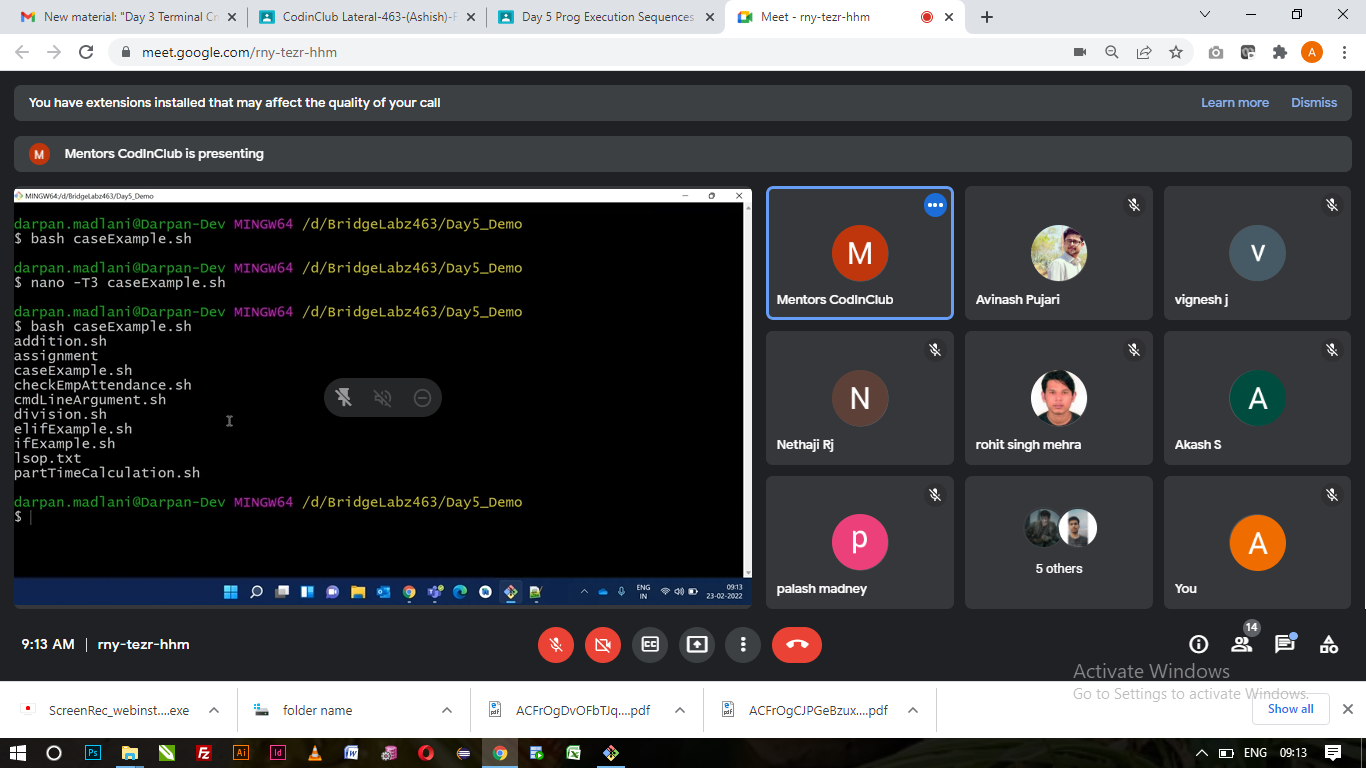 New material: "Day 3 Terminal Cr
CodinClub Lateral-463-(Ashish)-F
Day 5 Prog Execution Sequences
Meet - rny-tezr-hhm
meet.google.com/rny-tezr-hhm
A
You have extensions installed that may affect the quality of your call
Learn more
Dismiss
M
Mentors CodInClub is presenting
MINGW64:/d/BridgeLabz463/Day5_Demo
darpan.madlani@Darpan-Dev MINGW64 /d/BridgeLabz463/Day5_Demo
$ bash caseExample.sh
darpan.madlani@Darpan-Dev MINGW64 /d/BridgeLabz463/Day5_Demo
$ nano -T3 caseExample.sh
darpan.madlani@Darpan-Dev MINGW64 /d/BridgeLabz463/Day5_Demo
$ bash caseExample.sh
addition.sh
assignment
caseExample.sh
checkEmpAttendance.sh
cmdLineArgument.sh
division.sh
elifExample.sh
ifExample.sh
lsop.txt
partTimeCalculation.sh
darpan.madlani@Darpan-Dev MINGW64 /d/BridgeLabz463/Day5_Demo
$
ENG
IN
09:13
23-02-2022
M
Mentors CodInClub
Avinash Pujari
V
vignesh j
N
Nethaji Rj
rohit singh mehra
A
Akash S
p
palash madney
5 others
A
You
9:13 AM | rny-tezr-hhm
CC
14
Activate Windows
Go to Settings to activate Windows.
ScreenRec_webinst....exe
folder name
ACFrOgDvOFbTJq....pdf
ACFrOgCJPGeBzux....pdf
Show all
Ps
Fz
Ai
Id
W
ENG
09:13